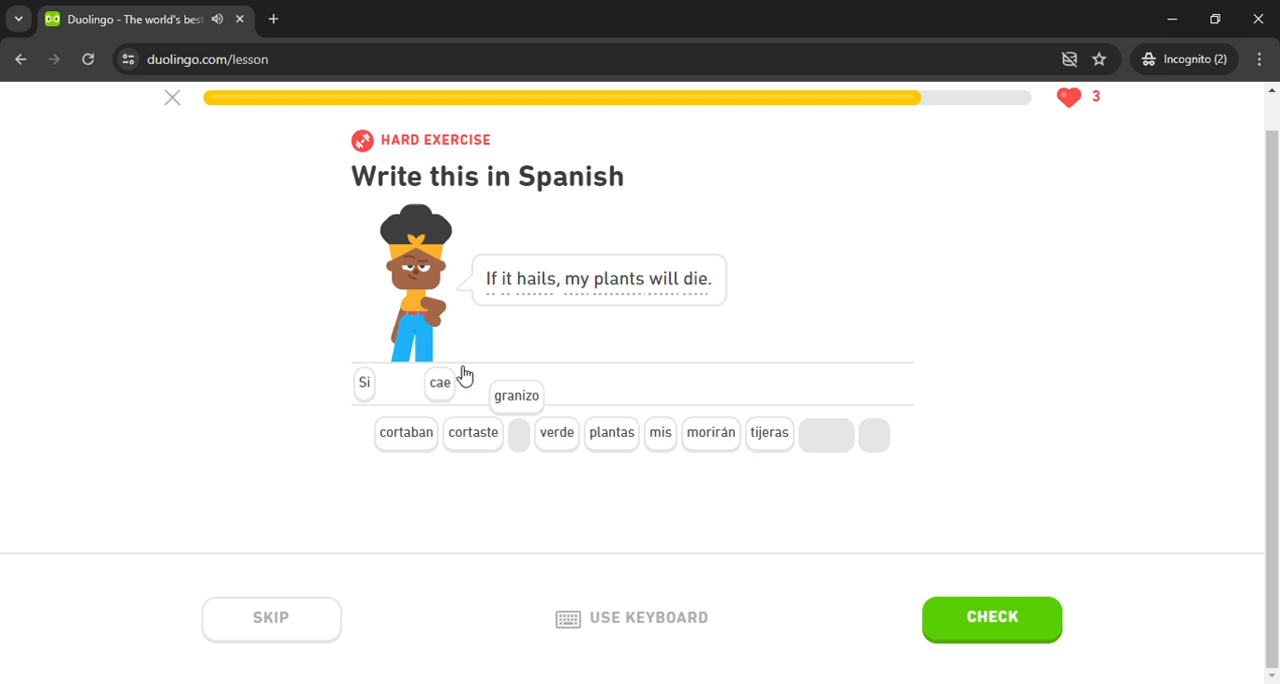 Duolingo - The world's bes
duolingo.com/lesson
Incognito (2)
3
HARD EXERCISE
Write this in Spanish
If it hails, my plants will die.
Si cae granizo
cortaban cortaste verde plantas mis morirán tijeras
SKIP USE KEYBOARD CHECK